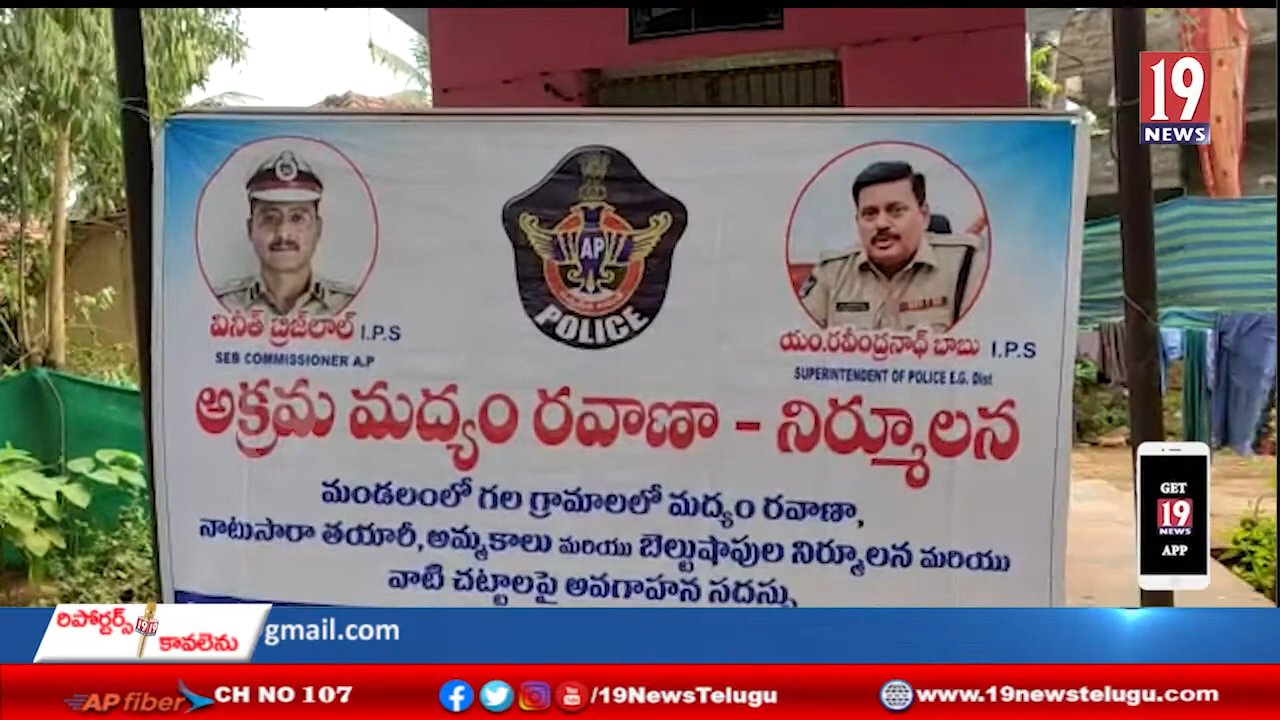 19
NEWS
AP
POLICE
వినీత్ బ్రిజ్‌లాల్ I.P.S
SEB COMMISSIONER A.P
యం.రవీంద్రనాథ్ బాబు I.P.S
SUPERINTENDENT OF POLICE E.G. Dist
అక్రమ మద్యం రవాణా - నిర్మూలన
మండలంలో గల గ్రామాలలో మద్యం రవాణా,
నాటుసారా తయారీ, అమ్మకాలు మరియు బెల్టుషాపుల నిర్మూలన మరియు
వాటి చట్టాలపై అవగాహన సదస్సు
GET
19
NEWS
APP
రిపోర్టర్స్
కావలెను
gmail.com
AP fiber CH NO 107
/19NewsTelugu
www.19newstelugu.com